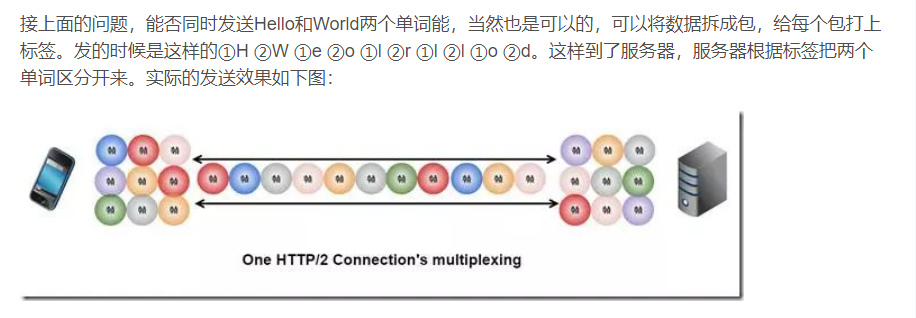 接上面的问题，能否同时发送Hello和World两个单词能，当然也是可以的，可以将数据拆成包，给每个包打上
标签。发的时候是这样的①H ②W ①e ②o ①l ②r ①l ②l ①o ②d。这样到了服务器，服务器根据标签把两个
单词区分开来。实际的发送效果如下图：
One HTTP/2 Connection's multiplexing